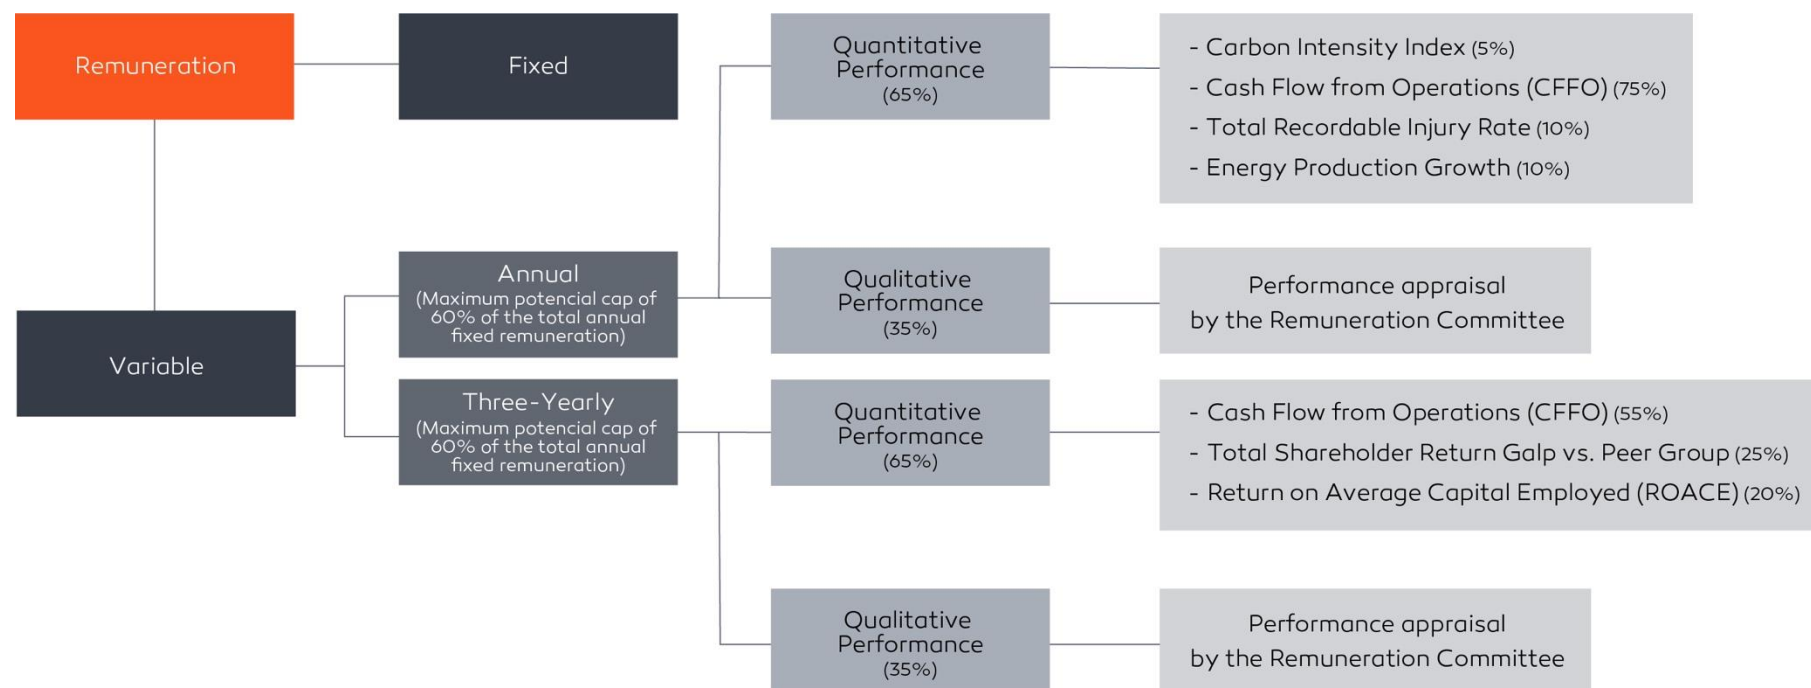 Remuneration
Fixed
Quantitative
Performance
(65%)
- Carbon Intensity Index (5%)
- Cash Flow from Operations (CFFO) (75%)
- Total Recordable Injury Rate (10%)
- Energy Production Growth (10%)
Variable
Annual
(Maximum potencial cap of
60% of the total annual
fixed remuneration)
Qualitative
Performance
(35%)
Performance appraisal
by the Remuneration Committee
Three-Yearly
(Maximum potencial cap of
60% of the total annual
fixed remuneration)
Quantitative
Performance
(65%)
- Cash Flow from Operations (CFFO) (55%)
- Total Shareholder Return Galp vs. Peer Group (25%)
- Return on Average Capital Employed (ROACE) (20%)
Qualitative
Performance
(35%)
Performance appraisal
by the Remuneration Committee